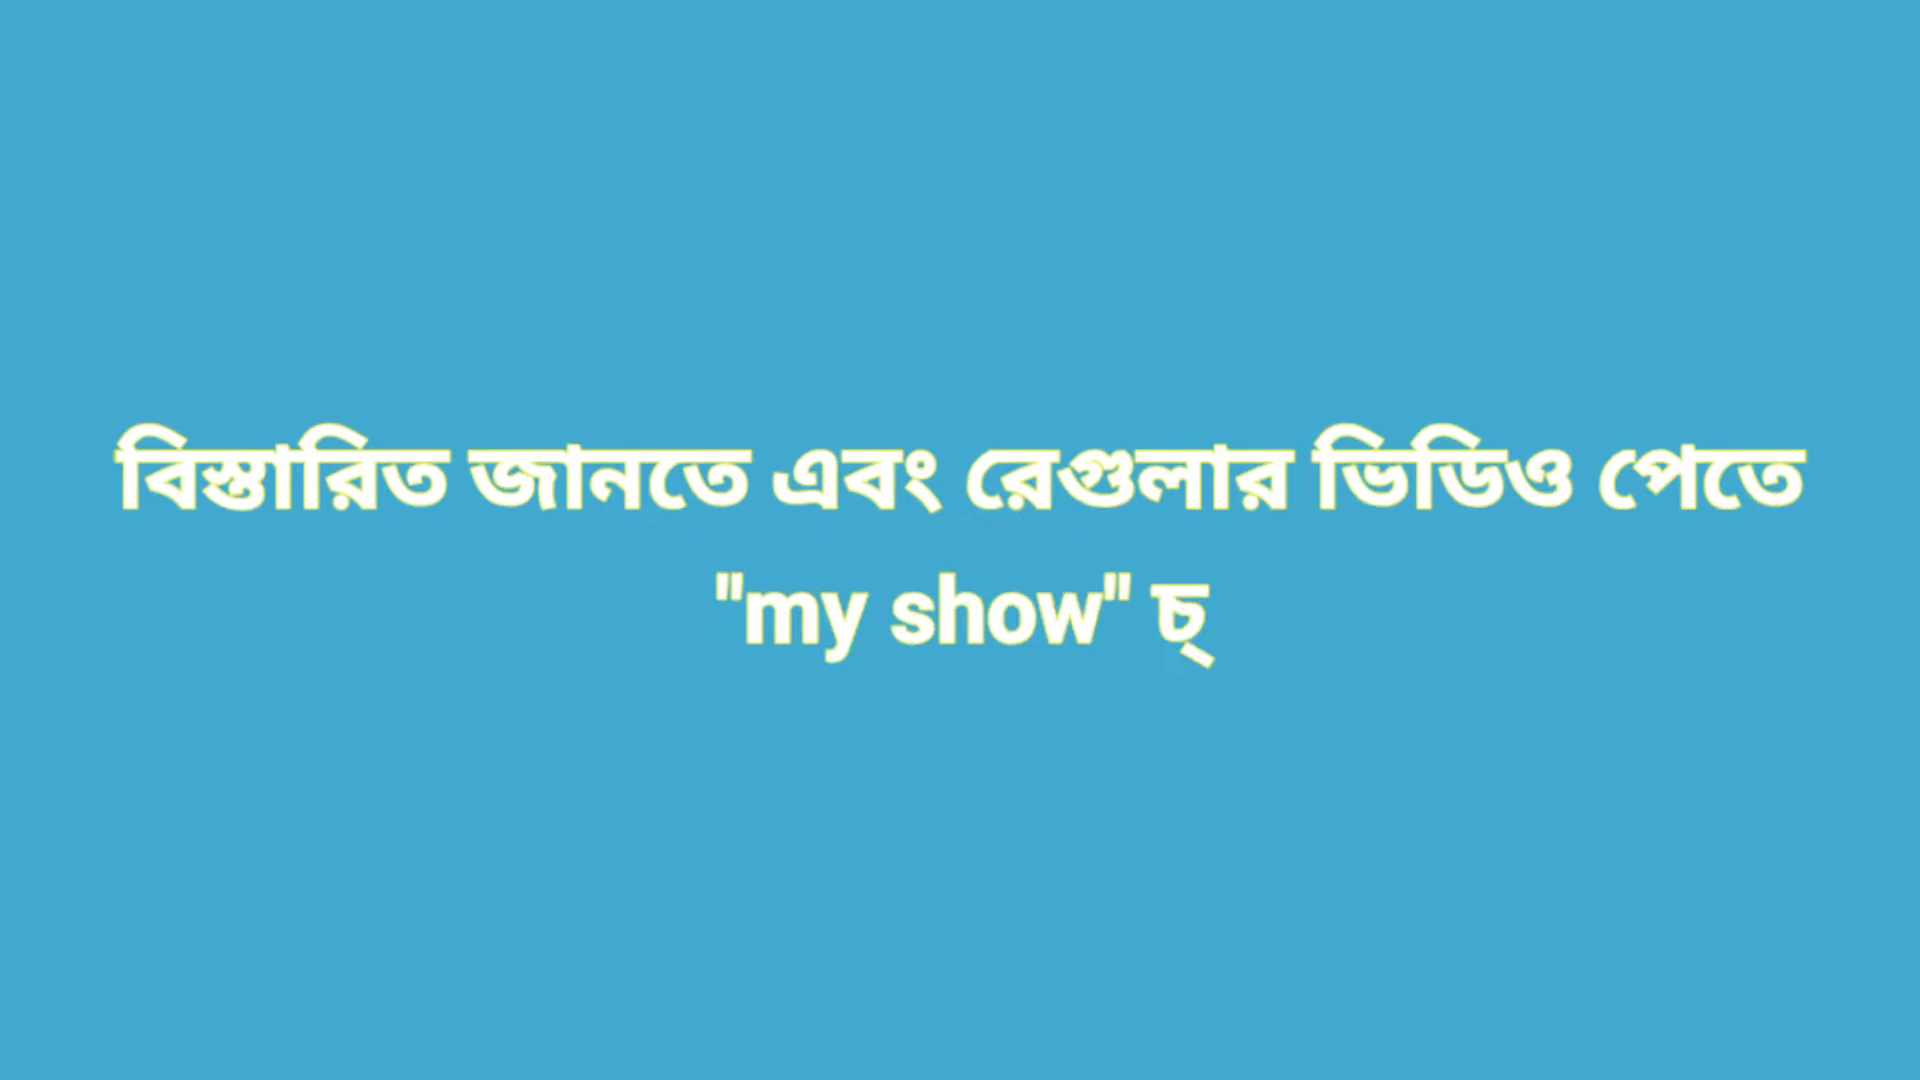 বিস্তারিত জানতে এবং রেগুলার ভিডিও পেতে
"my show" চ্